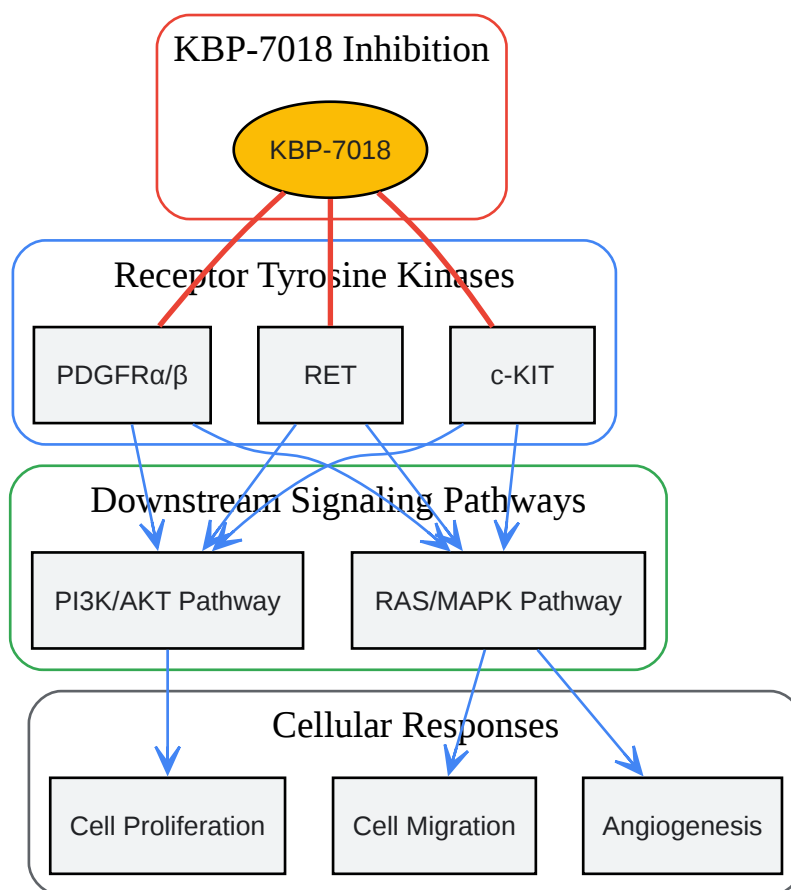 KBP-7018 Inhibition
KBP-7018
Receptor Tyrosine Kinases
PDGFRα/β
RET
c-KIT
Downstream Signaling Pathways
PI3K/AKT Pathway
RAS/MAPK Pathway
Cellular Responses
Cell Proliferation
Cell Migration
Angiogenesis